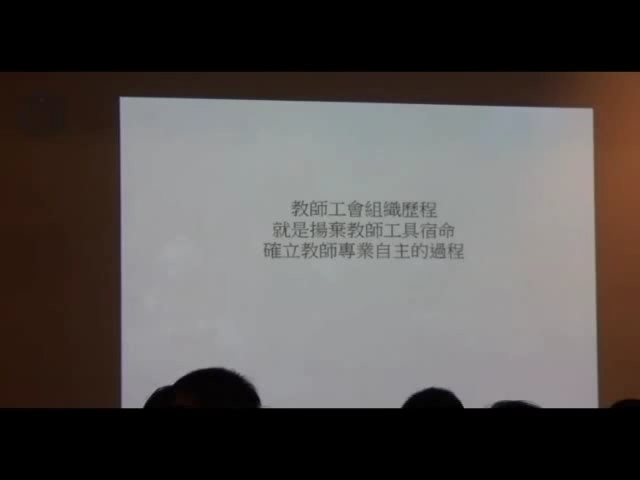 教師工會組織歷程
就是揚棄教師工具宿命
確立教師專業自主的過程